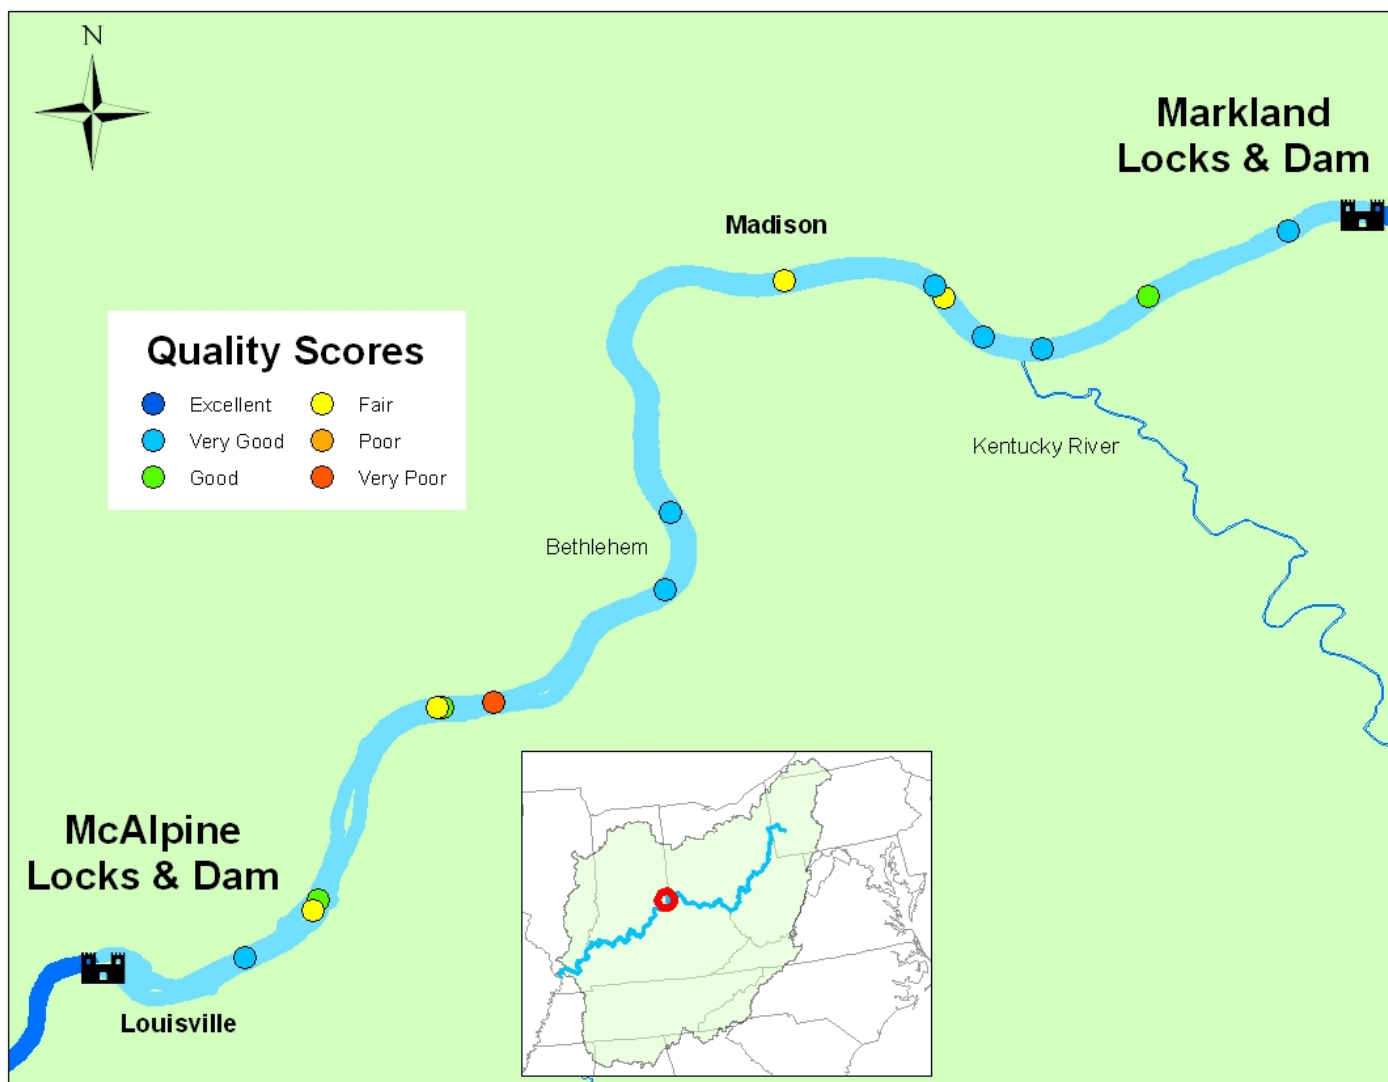 N
Markland
Locks & Dam
Madison
Quality Scores
Excellent
Fair
Very Good
Poor
Good
Very Poor
Kentucky River
Bethlehem
McAlpine
Locks & Dam
Louisville